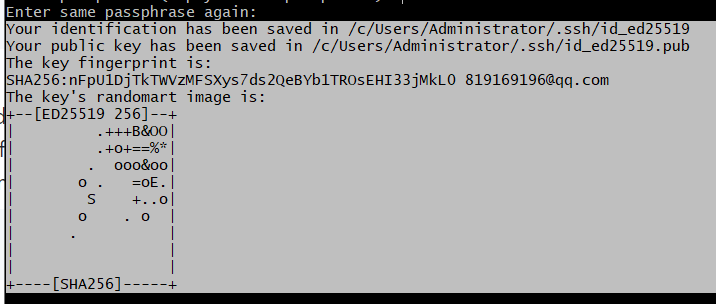 Enter same passphrase again:
Your identification has been saved in /c/Users/Administrator/.ssh/id_ed25519
Your public key has been saved in /c/Users/Administrator/.ssh/id_ed25519.pub
The key fingerprint is:
SHA256:nFpU1DjTkTWVzMFSXys7ds2QeBYb1TROsEHI33jMkL0 819169196@qq.com
The key's randomart image is:
+--[ED25519 256]--+
|          .+++B&OO|
|          .+o+==%*|
|         .  ooo&oo|
|        o .   =oE.|
|         S    +..o|
|        o    . o  |
|       .          |
|                  |
|                  |
+----[SHA256]-----+